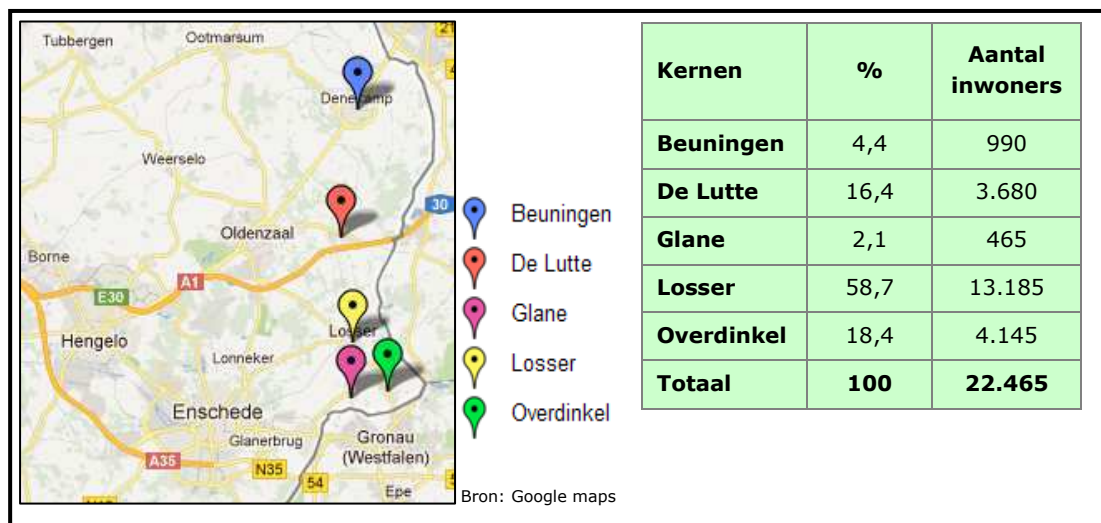 Tubbergen
Ootmarsum
21
Denekamp
Weerselo
30
Oldenzaal
Borne
A1
E30
Hengelo
Losser
Lonneker
Enschede
Glanerbrug
Gronau
(Westfalen)
A35
N35
54
Epe
Beuningen
De Lutte
Glane
Losser
Overdinkel
Bron: Google maps
Kernen % Aantal inwoners
Beuningen 4,4 990
De Lutte 16,4 3.680
Glane 2,1 465
Losser 58,7 13.185
Overdinkel 18,4 4.145
Totaal 100 22.465